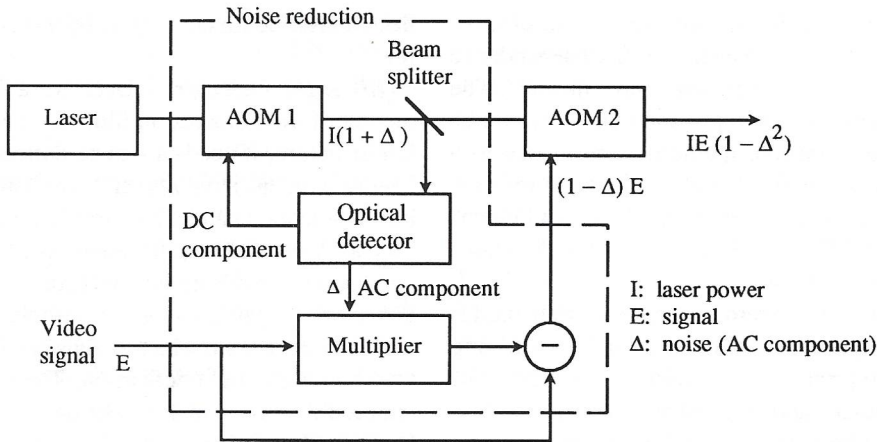 Noise reduction
Beam
splitter
Laser
AOM 1
I(1 + Δ )
AOM 2
IE (1 – Δ²)
(1 – Δ) E
DC
component
Optical
detector
Δ
AC component
Video
signal
E
Multiplier
–
I: laser power
E: signal
Δ: noise (AC component)